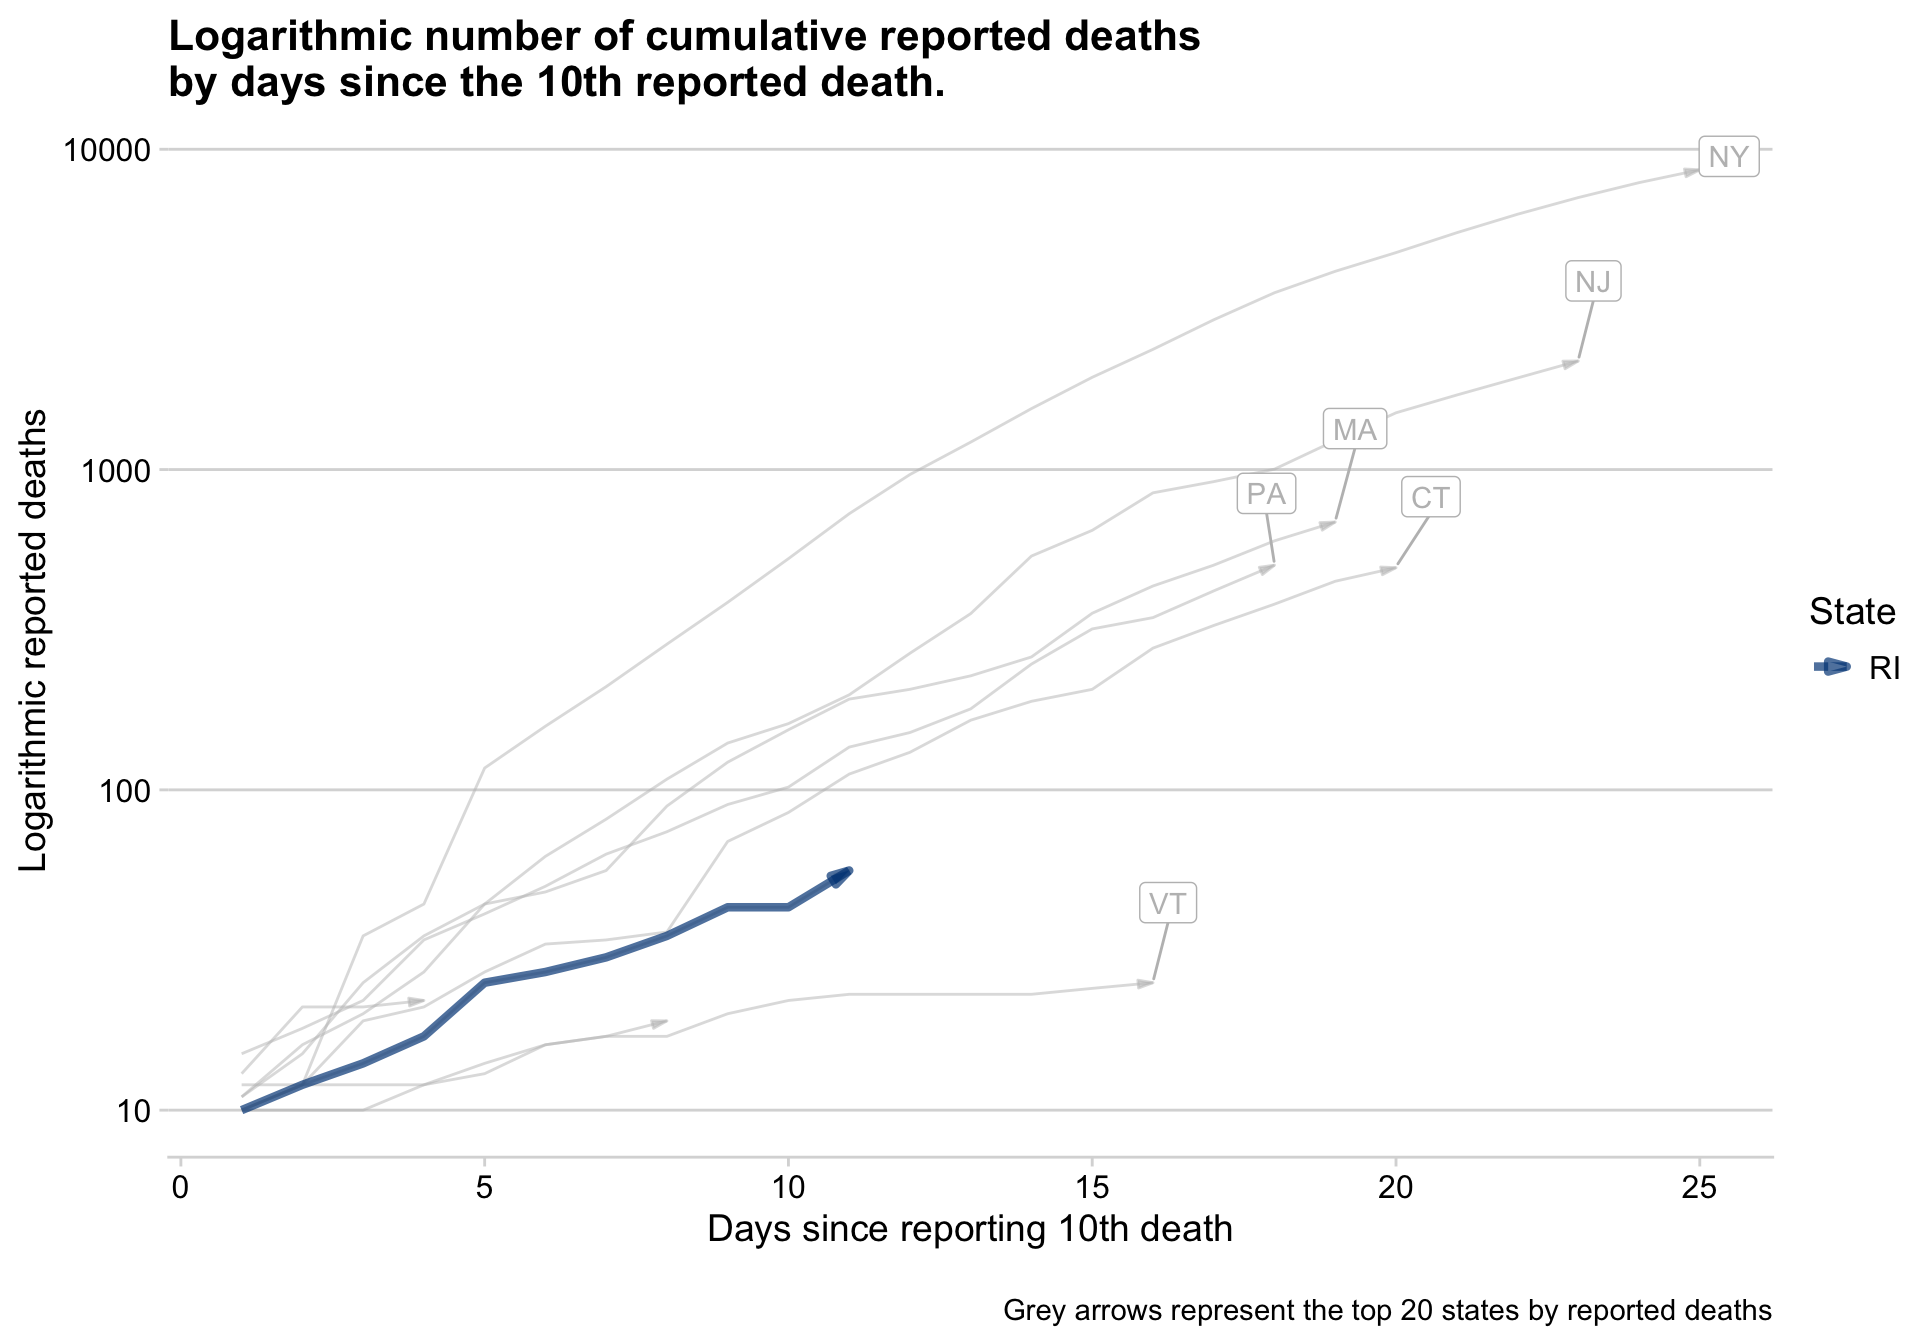 Logarithmic number of cumulative reported deaths
by days since the 10th reported death.
10000
1000
100
10
Logarithmic reported deaths
NY
NJ
MA
PA
CT
VT
State
RI
0
5
10
15
20
25
Days since reporting 10th death
Grey arrows represent the top 20 states by reported deaths